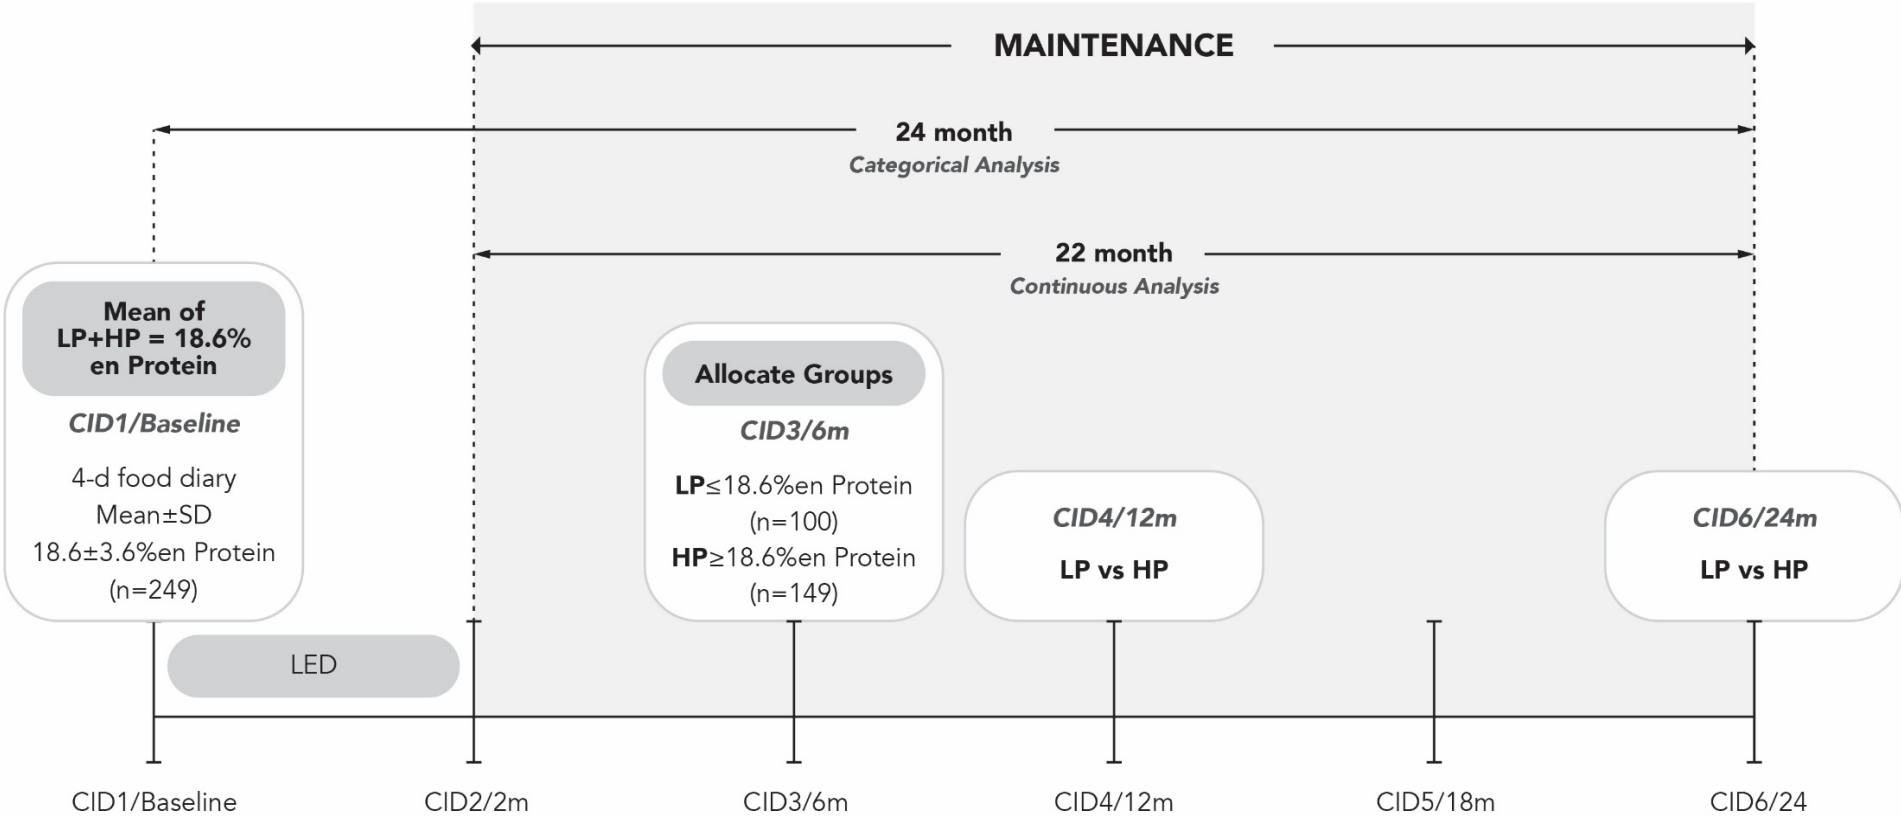 MAINTENANCE
24 month
Categorical Analysis
22 month
Continuous Analysis
Mean of
LP+HP = 18.6%
en Protein
CID1/Baseline
4-d food diary
Mean±SD
18.6±3.6%en Protein
(n=249)
Allocate Groups
CID3/6m
LP≤18.6%en Protein
(n=100)
HP≥18.6%en Protein
(n=149)
CID4/12m
LP vs HP
CID6/24m
LP vs HP
LED
CID1/Baseline
CID2/2m
CID3/6m
CID4/12m
CID5/18m
CID6/24